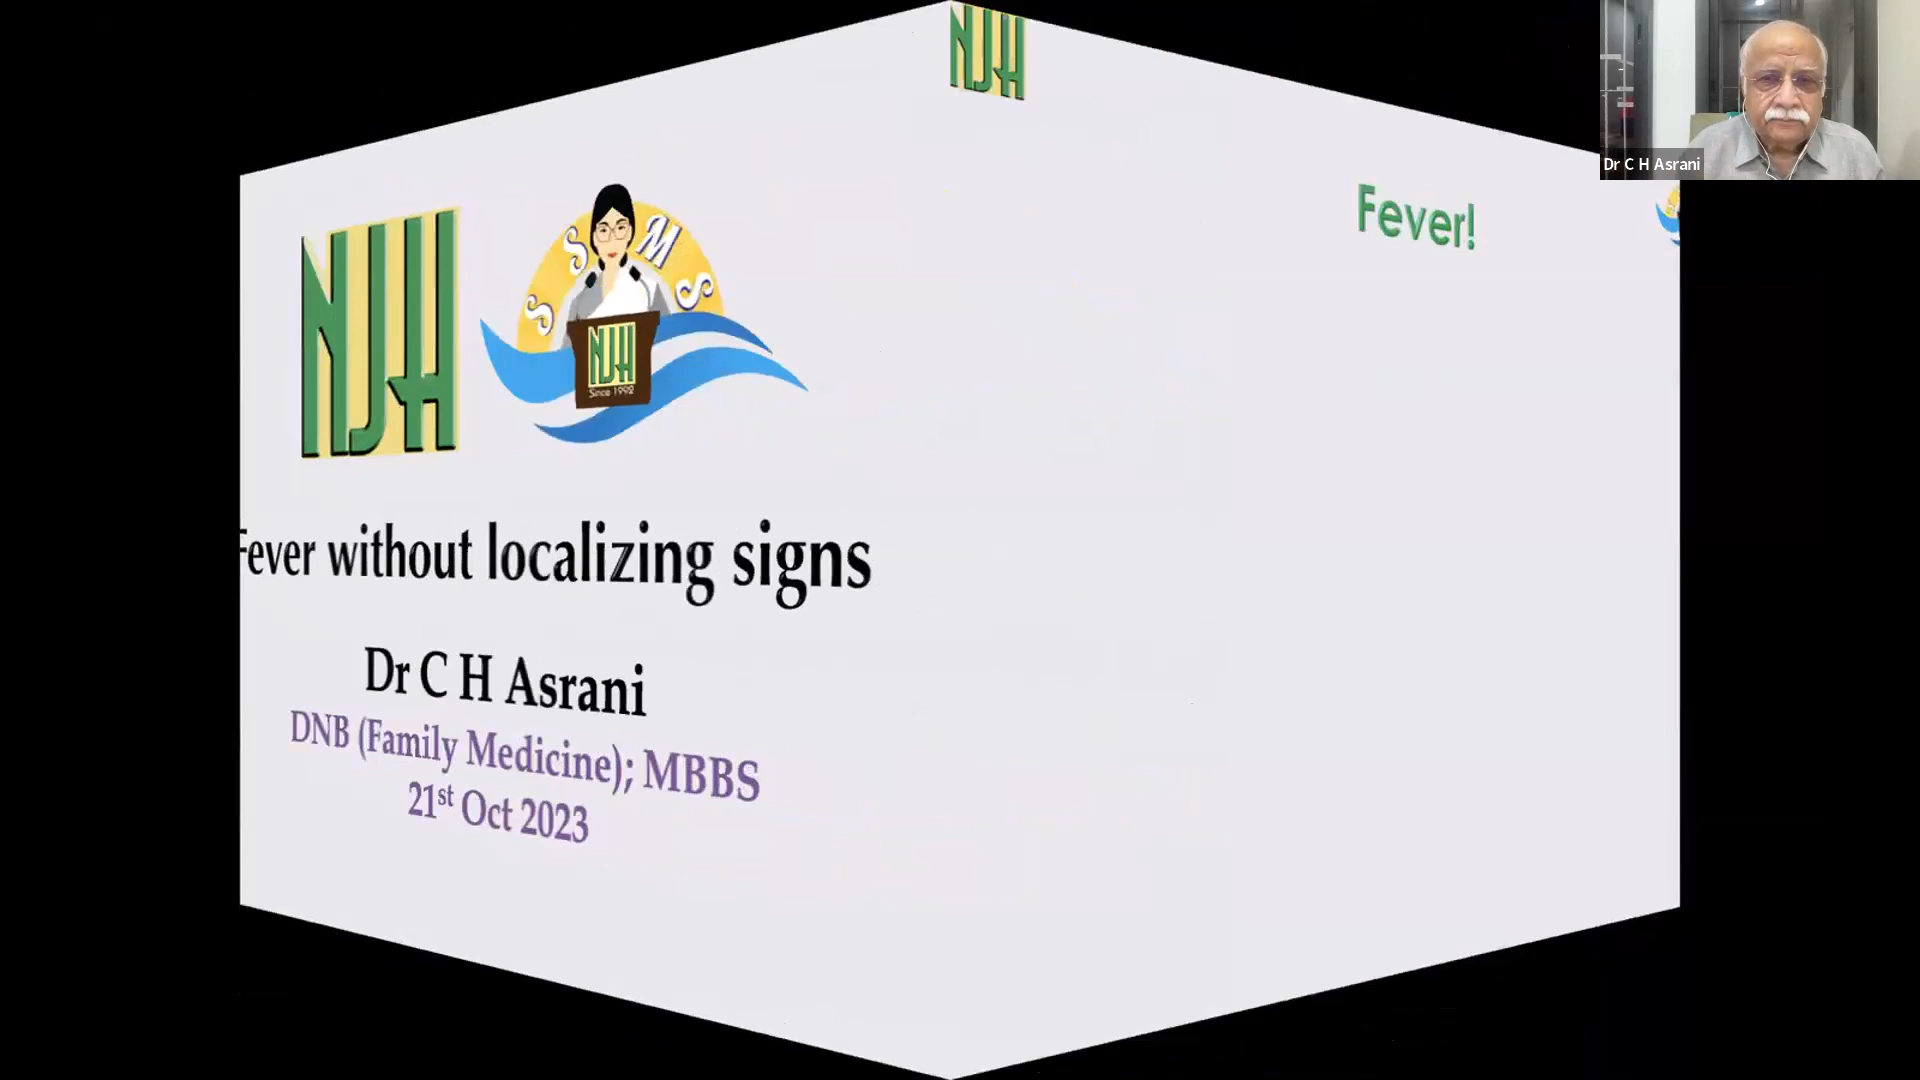 NJH
S S M S
NJH
Since 1992
Fever without localizing signs
Dr C H Asrani
DNB (Family Medicine); MBBS
21st Oct 2023
NJH
Fever!
Dr C H Asrani